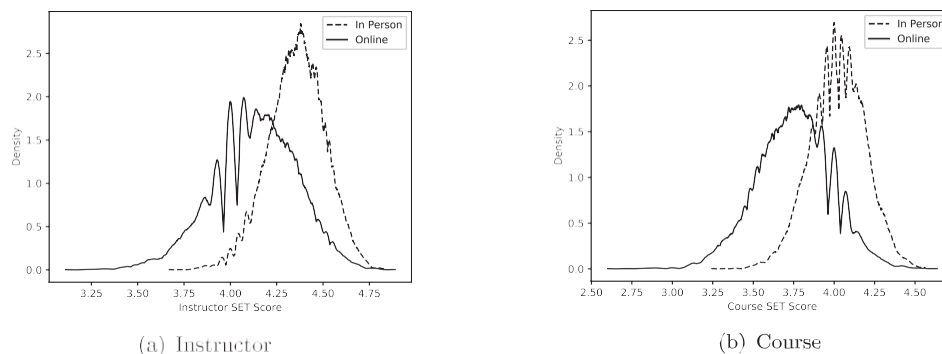 In Person
Online
2.5
2.0
1.5
1.0
0.5
0.0
Density
3.25 3.50 3.75 4.00 4.25 4.50 4.75
Instructor SET Score
(a) Instructor
In Person
Online
2.5
2.0
1.5
1.0
0.5
0.0
Density
2.50 2.75 3.00 3.25 3.50 3.75 4.00 4.25 4.50
Course SET Score
(b) Course